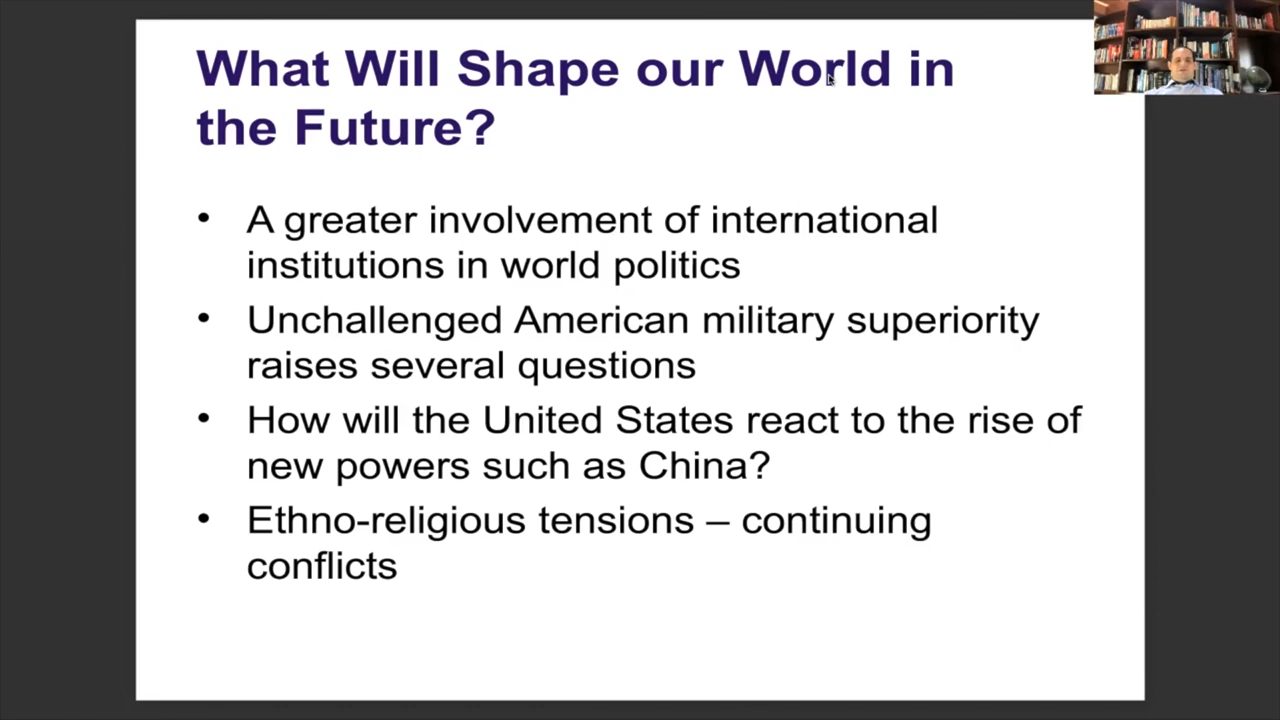 What Will Shape our World in
the Future?
• A greater involvement of international
institutions in world politics
• Unchallenged American military superiority
raises several questions
• How will the United States react to the rise of
new powers such as China?
• Ethno-religious tensions – continuing
conflicts